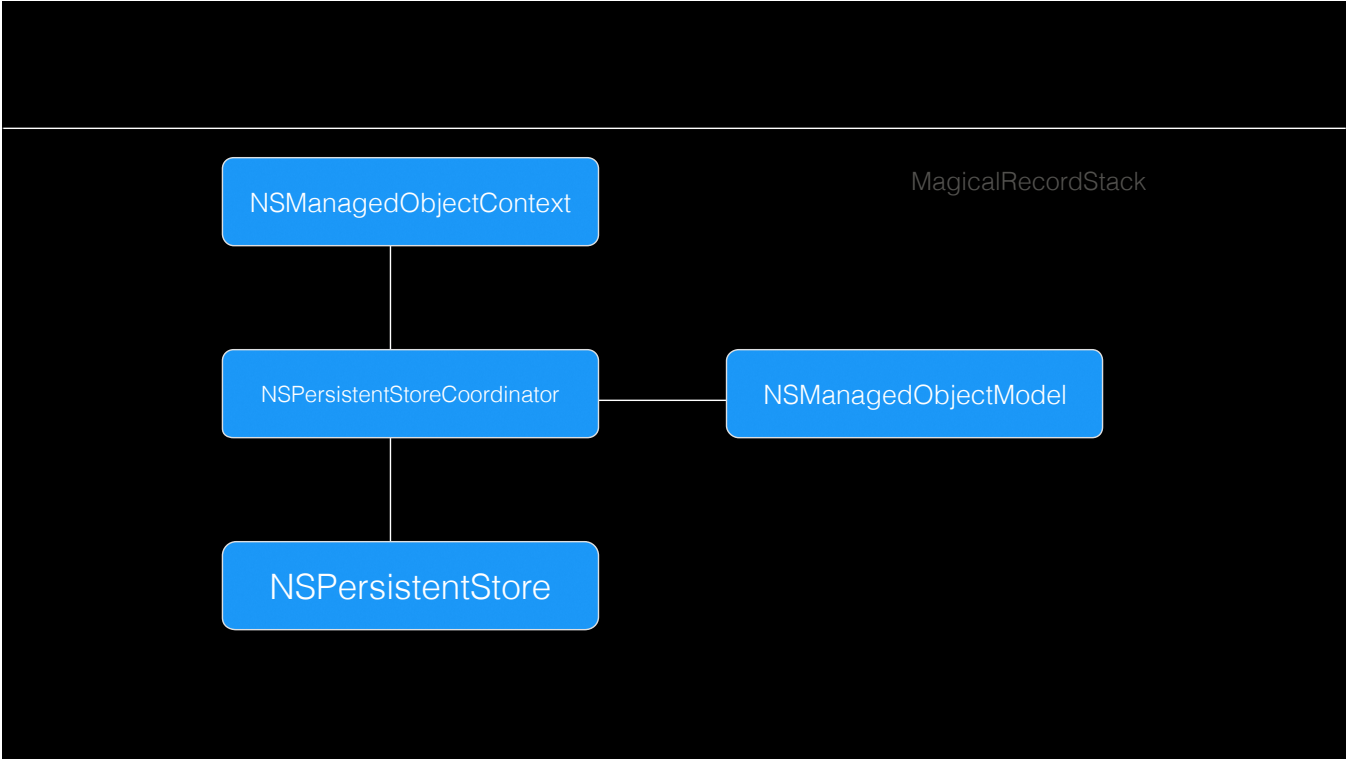 MagicalRecordStack
NSManagedObjectContext
NSPersistentStoreCoordinator
NSManagedObjectModel
NSPersistentStore